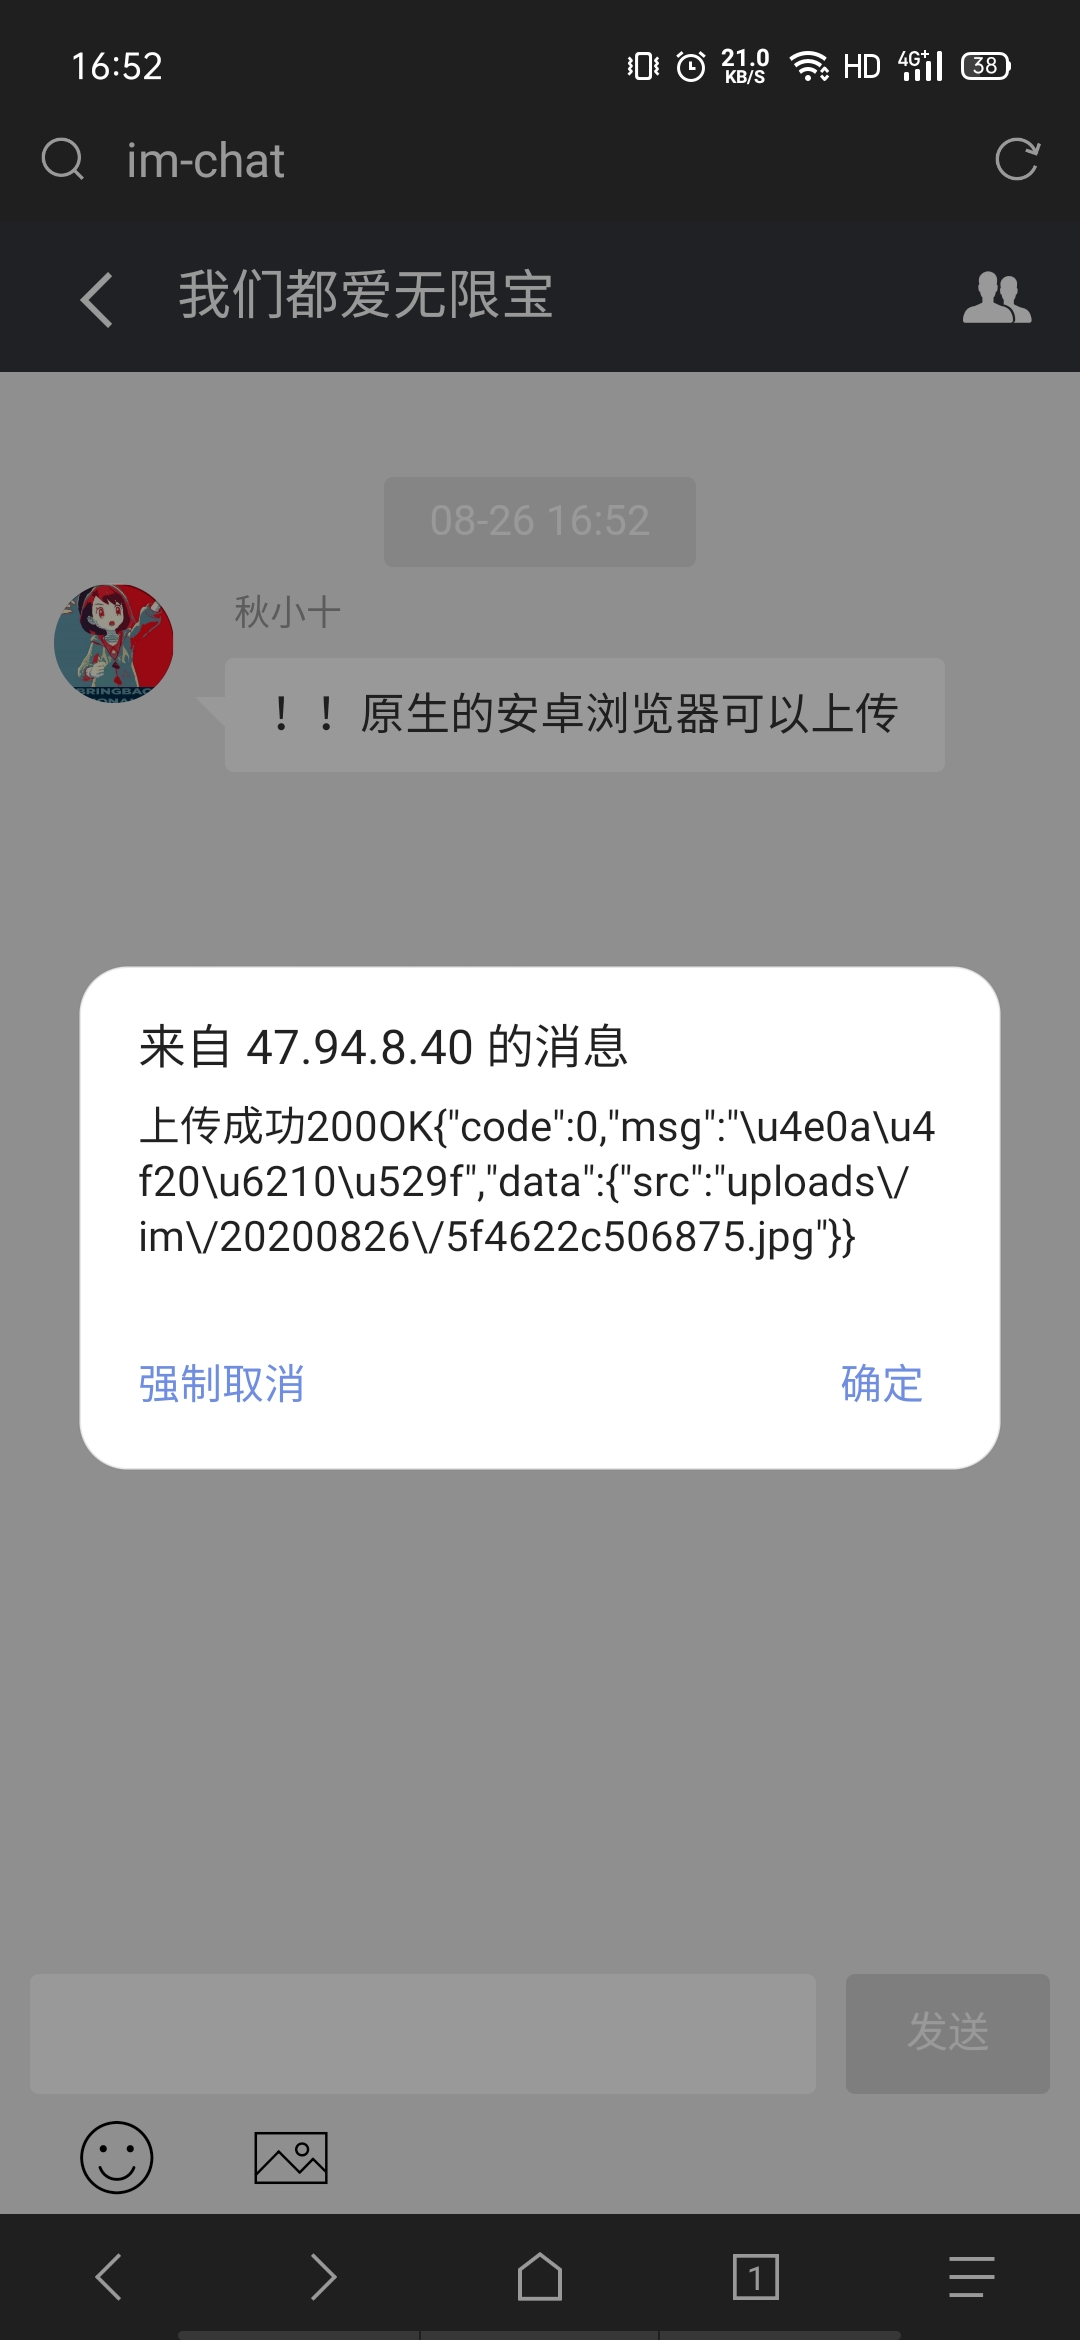 16:52
21.0
KB/S
HD
4G+
38
im-chat
我们都爱无限宝
08-26 16:52
秋小十
BRINGBAC
！！原生的安卓浏览器可以上传
来自 47.94.8.40 的消息
上传成功200OK{"code":0,"msg":"\u4e0a\u4
f20\u6210\u529f","data":{"src":"uploads\/
im\/20200826\/5f4622c506875.jpg"}}
强制取消
确定
发送
1